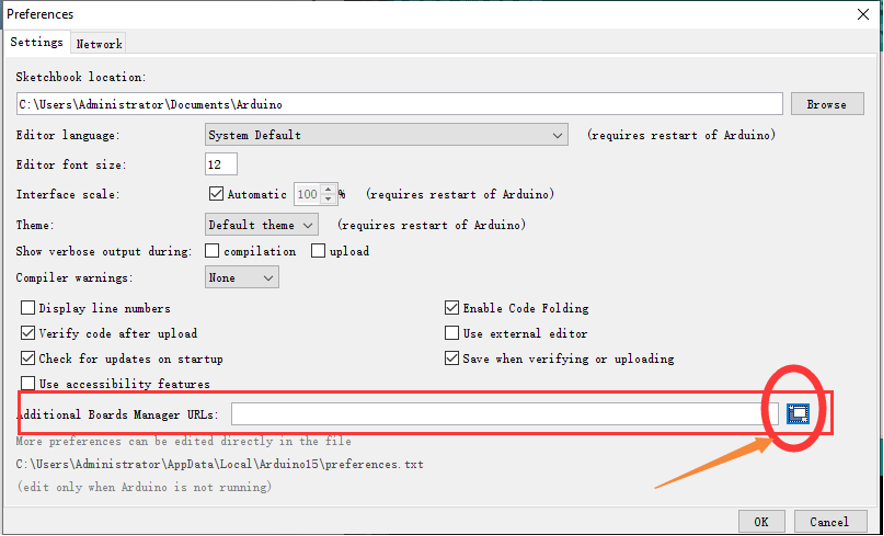 Preferences
Settings Network
Sketchbook location:
C:\Users\Administrator\Documents\Arduino Browse
Editor language: System Default (requires restart of Arduino)
Editor font size: 12
Interface scale: Automatic 100 % (requires restart of Arduino)
Theme: Default theme (requires restart of Arduino)
Show verbose output during: compilation upload
Compiler warnings: None
Display line numbers Enable Code Folding
Verify code after upload Use external editor
Check for updates on startup Save when verifying or uploading
Use accessibility features
Additional Boards Manager URLs:
More preferences can be edited directly in the file
C:\Users\Administrator\AppData\Local\Arduino15\preferences.txt
(edit only when Arduino is not running)
OK Cancel